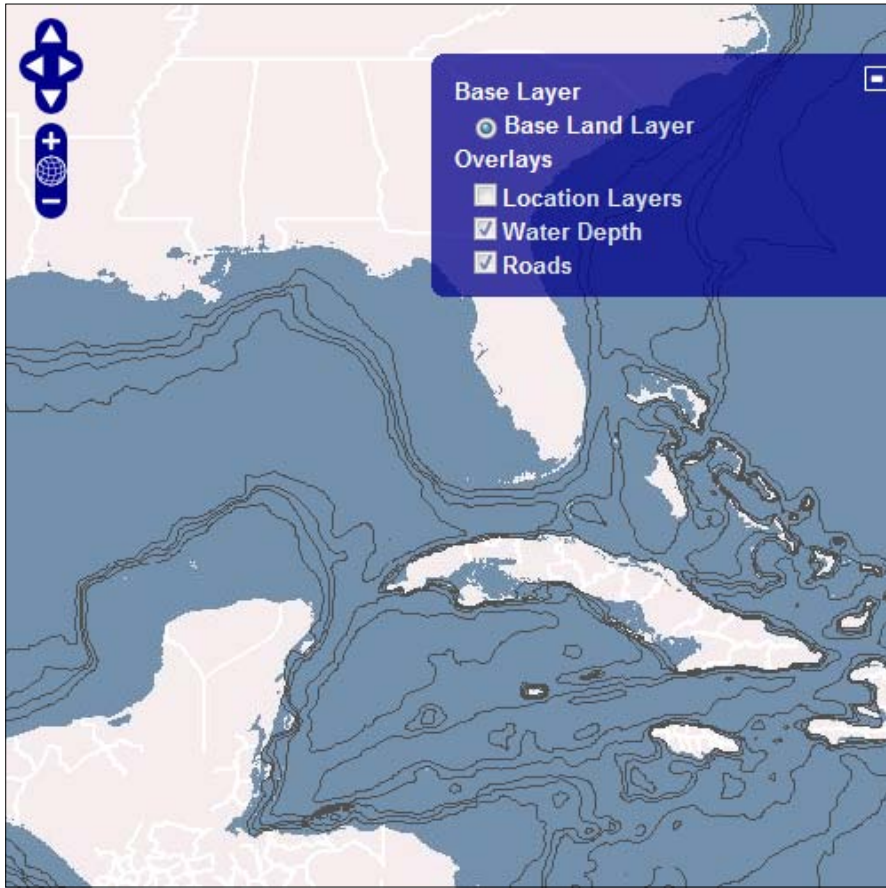 Base Layer
Base Land Layer
Overlays
Location Layers
Water Depth
Roads